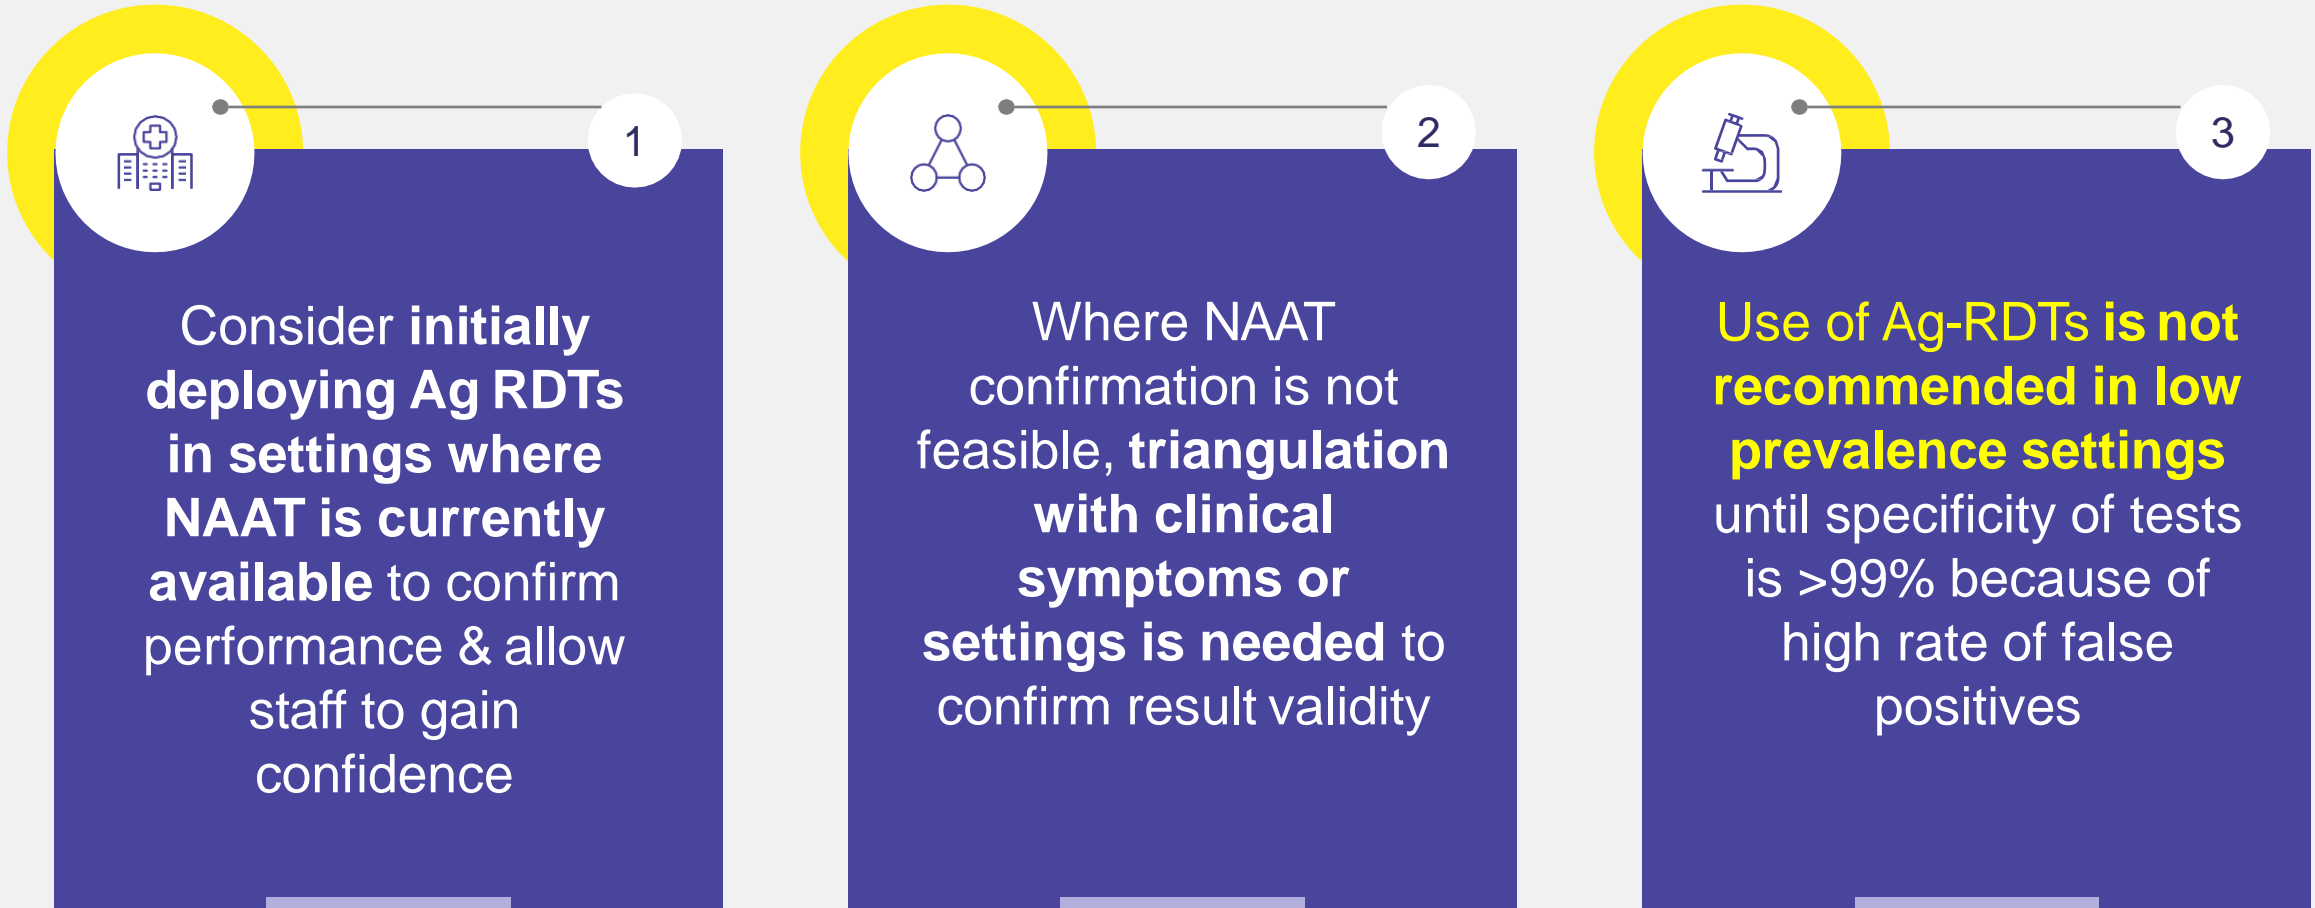 1
Consider initially
deploying Ag RDTs
in settings where
NAAT is currently
available to confirm
performance & allow
staff to gain
confidence
2
Where NAAT
confirmation is not
feasible, triangulation
with clinical
symptoms or
settings is needed to
confirm result validity
3
Use of Ag-RDTs is not
recommended in low
prevalence settings
until specificity of tests
is >99% because of
high rate of false
positives